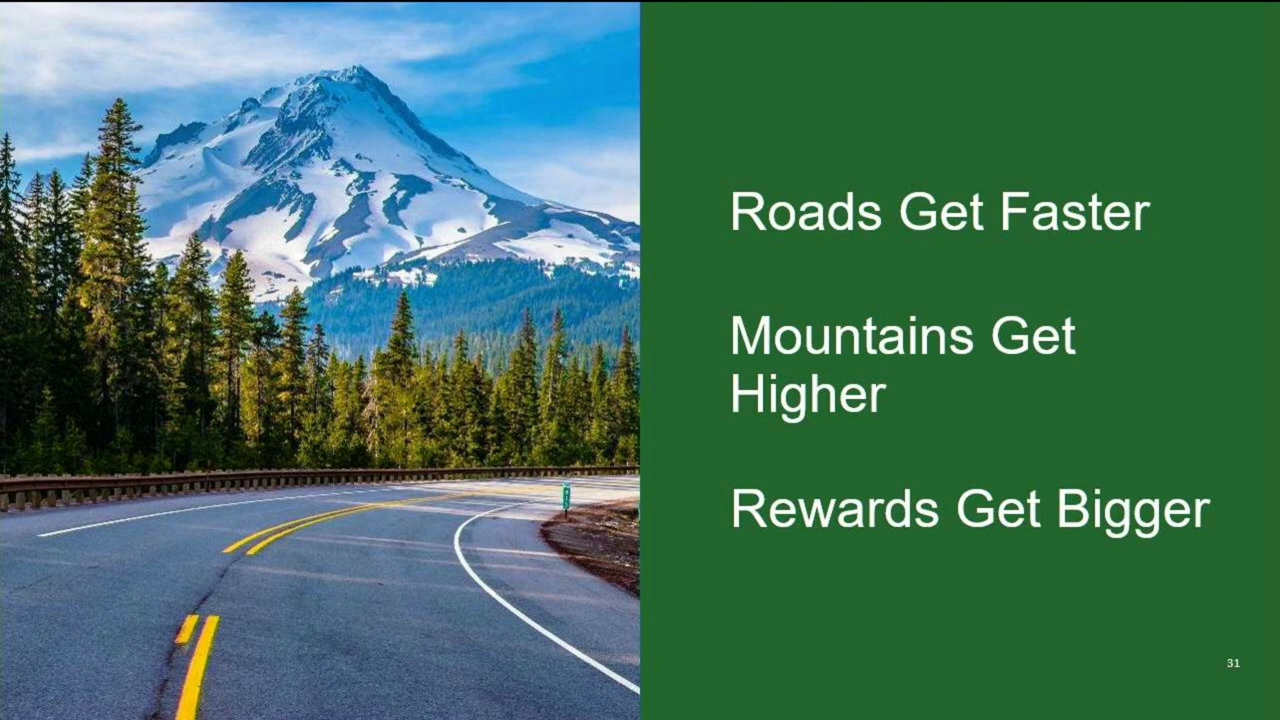 Roads Get Faster
Mountains Get
Higher
Rewards Get Bigger
31